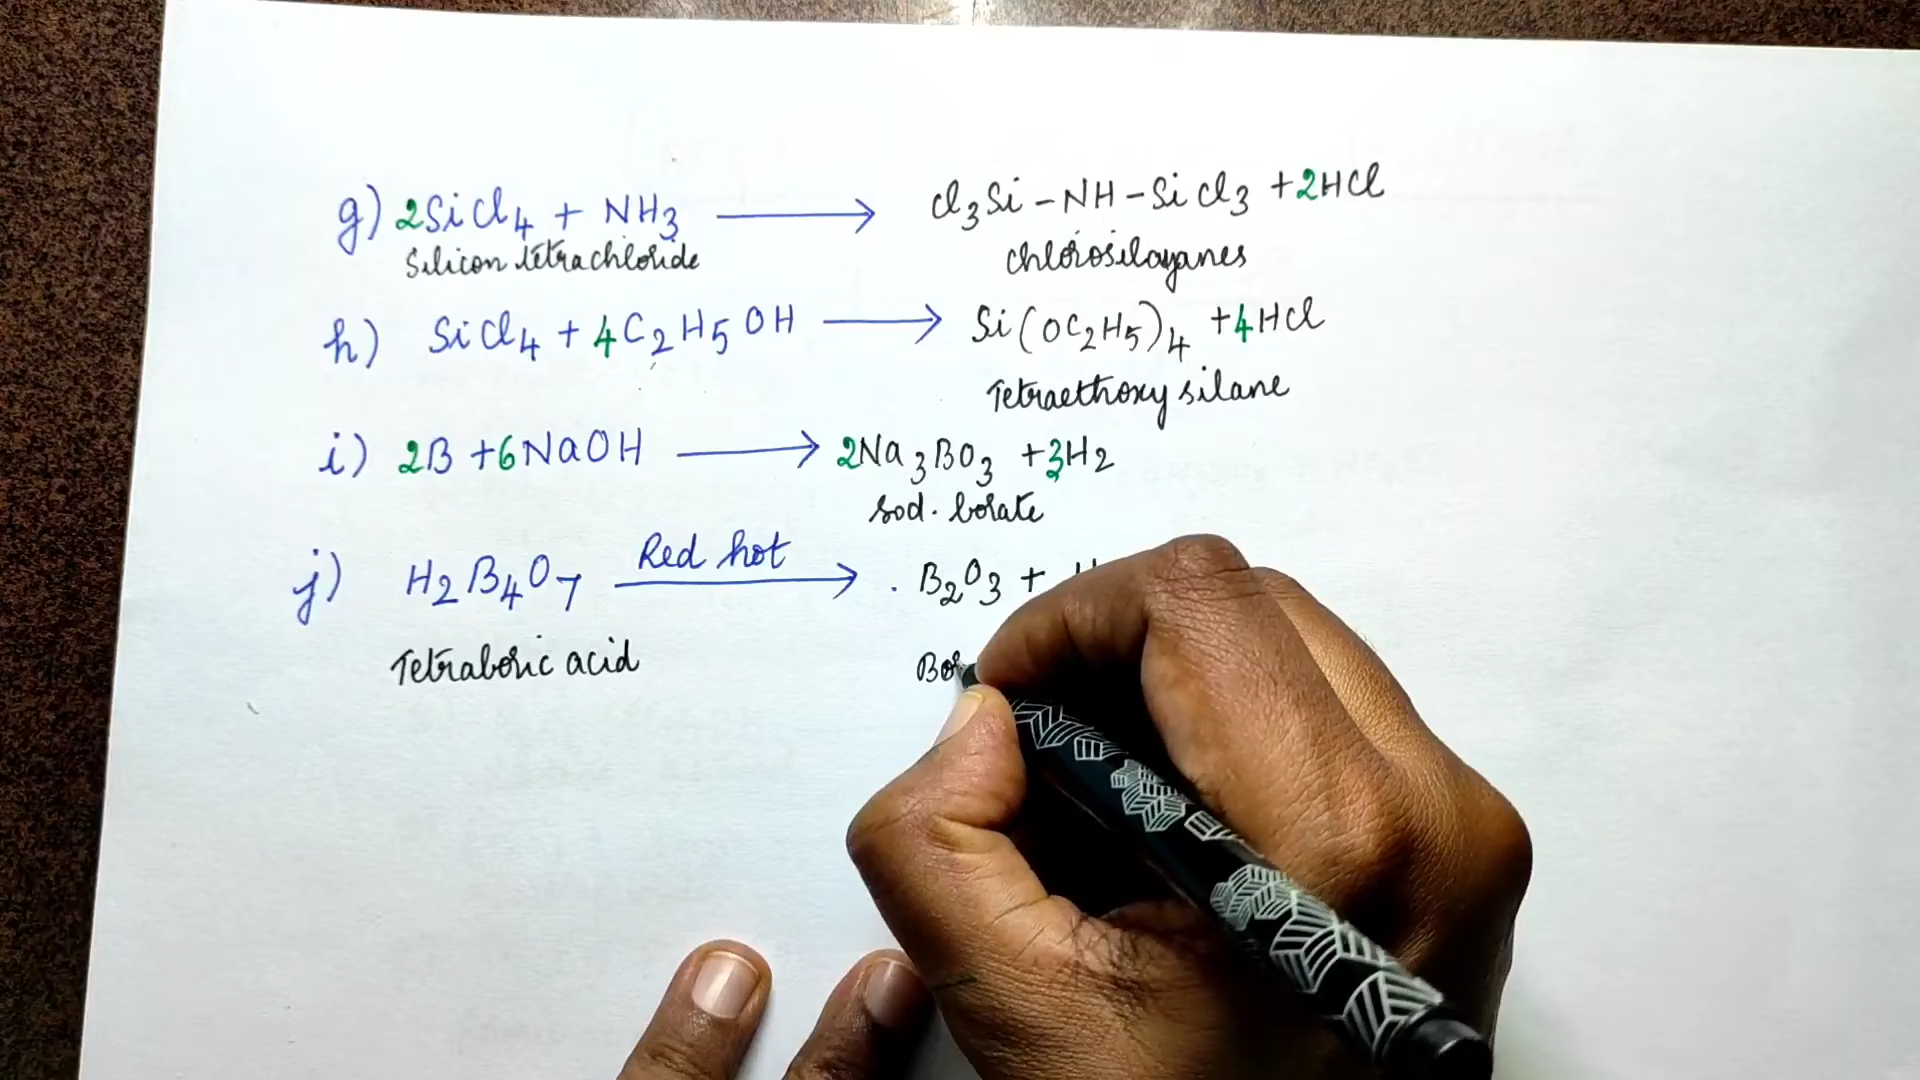 g) 2SiCl4 + NH3 ⟶ Cl3Si - NH - SiCl3 + 2HCl
Silicon tetrachloride chlorosilazanes
h) SiCl4 + 4C2H5OH ⟶ Si(OC2H5)4 + 4HCl
Tetraethoxy silane
i) 2B + 6NaOH ⟶ 2Na3BO3 + 3H2
sod. borate
Red hot
j) H2B4O7 ⟶ B2O3 + H
Tetraboric acid Bor